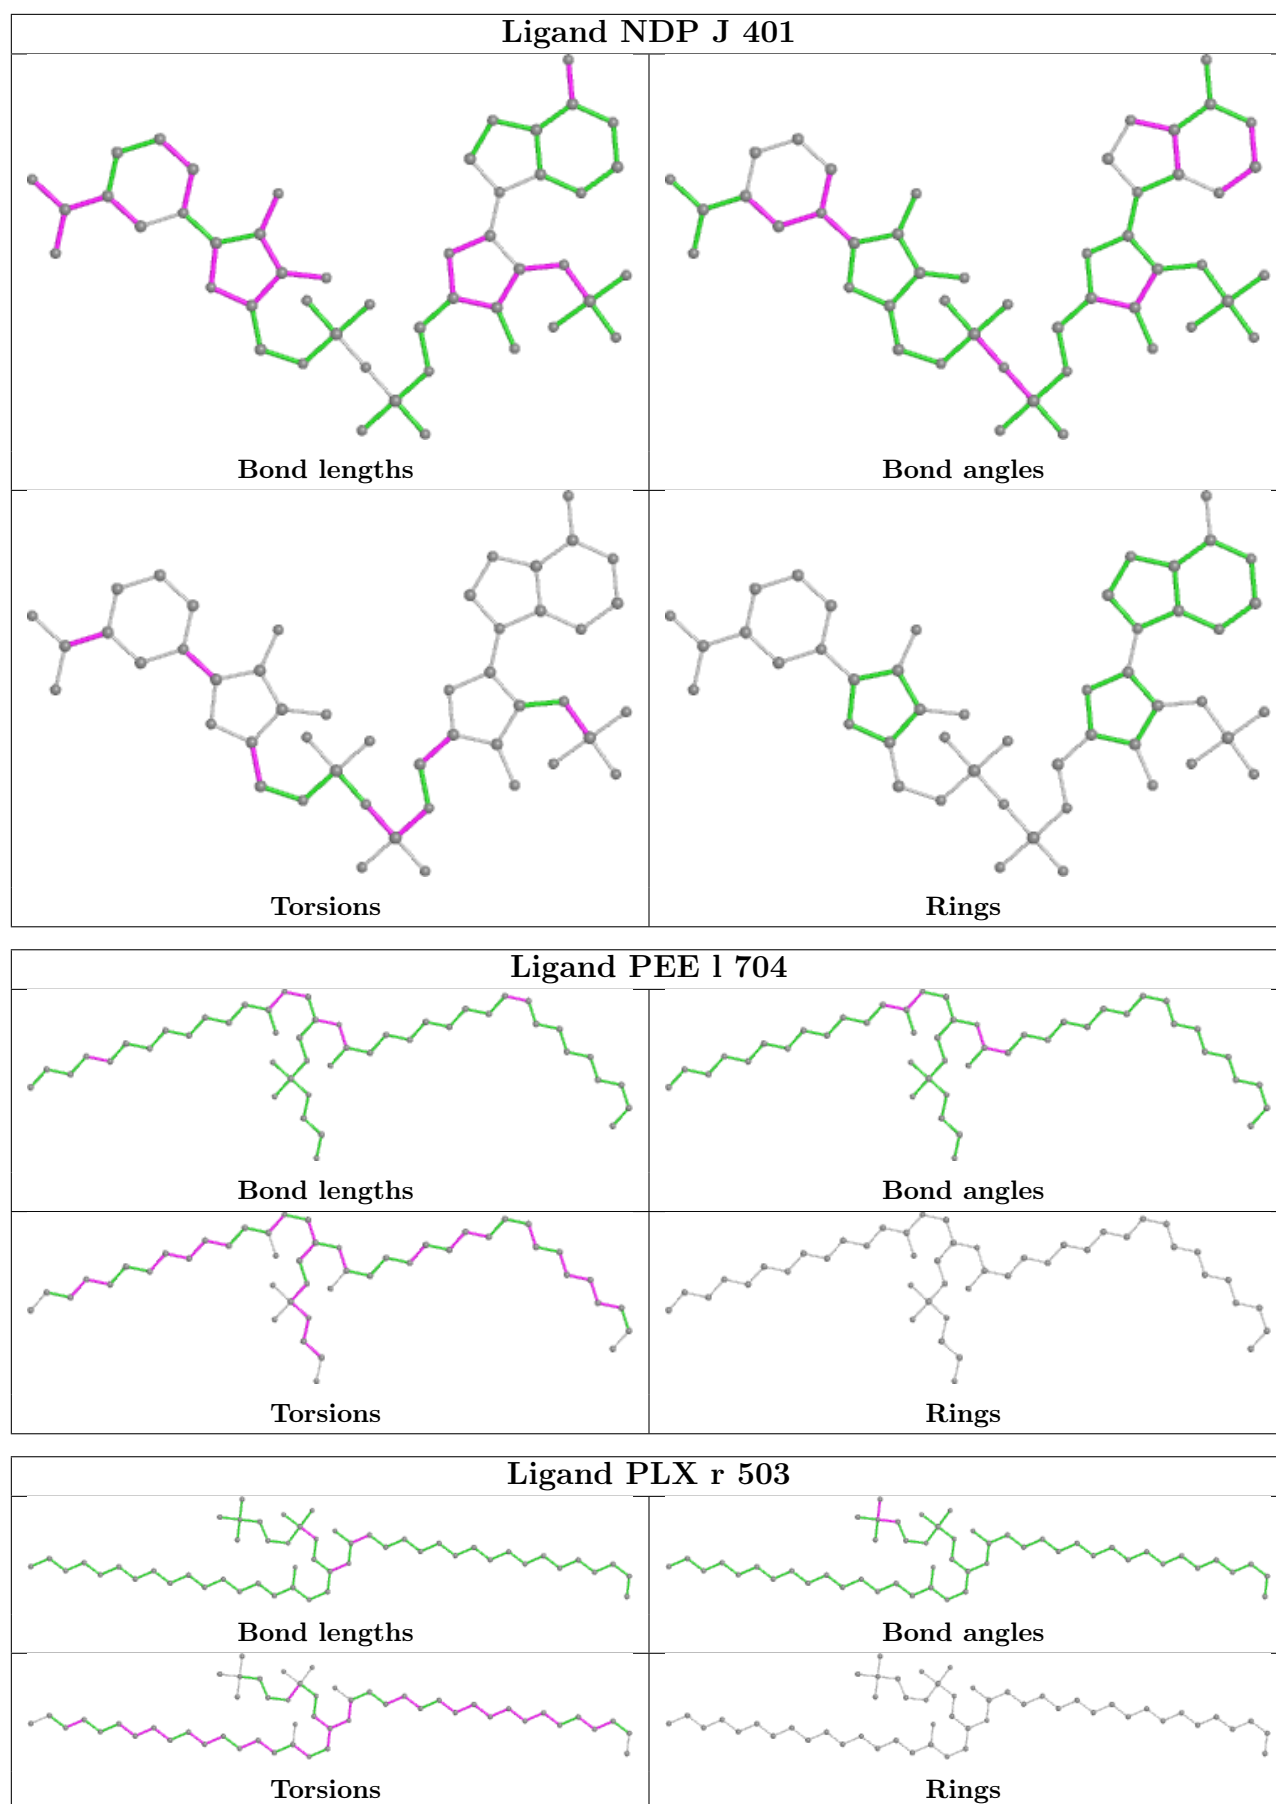 Ligand NDP J 401
Bond lengths
Bond angles
Torsions
Rings
Ligand PEE l 704
Bond lengths
Bond angles
Torsions
Rings
Ligand PLX r 503
Bond lengths
Bond angles
Torsions
Rings